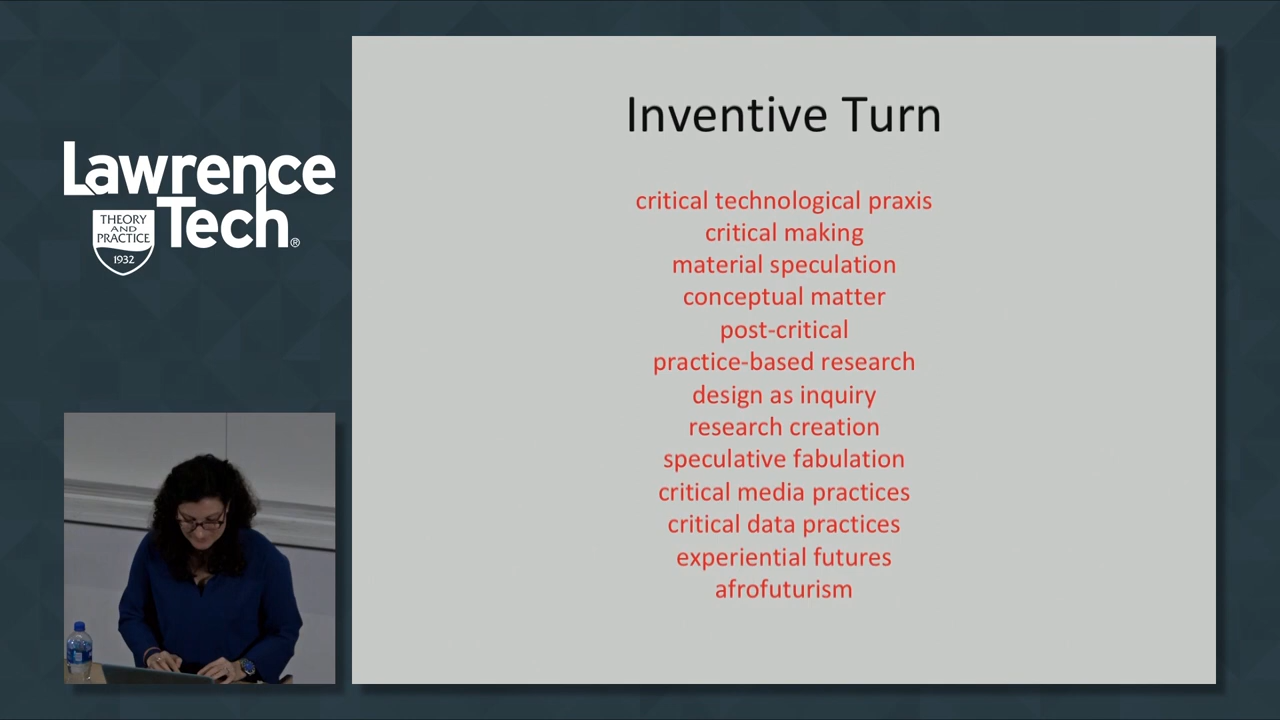 Lawrence
Tech®
THEORY
AND
PRACTICE
1932
Inventive Turn
critical technological praxis
critical making
material speculation
conceptual matter
post-critical
practice-based research
design as inquiry
research creation
speculative fabulation
critical media practices
critical data practices
experiential futures
afrofuturism